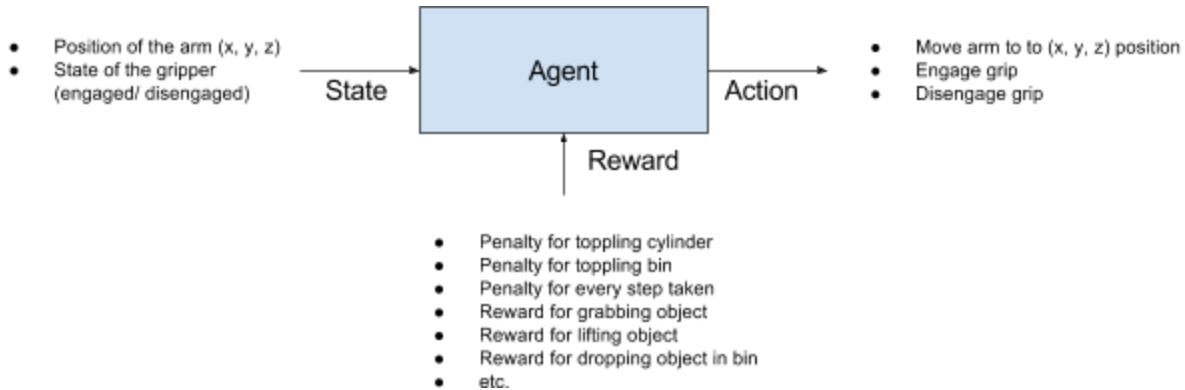 ● Position of the arm (x, y, z)
● State of the gripper
(engaged/ disengaged)
State
Agent
Action
● Move arm to to (x, y, z) position
● Engage grip
● Disengage grip
Reward
● Penalty for toppling cylinder
● Penalty for toppling bin
● Penalty for every step taken
● Reward for grabbing object
● Reward for lifting object
● Reward for dropping object in bin
● etc.